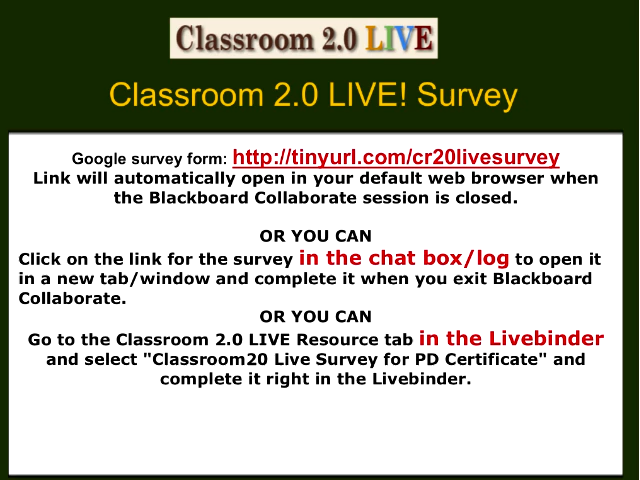 Classroom 2.0 LIVE
Classroom 2.0 LIVE! Survey
Google survey form: http://tinyurl.com/cr20livesurvey
Link will automatically open in your default web browser when
the Blackboard Collaborate session is closed.
OR YOU CAN
Click on the link for the survey in the chat box/log to open it
in a new tab/window and complete it when you exit Blackboard
Collaborate.
OR YOU CAN
Go to the Classroom 2.0 LIVE Resource tab in the Livebinder
and select "Classroom20 Live Survey for PD Certificate" and
complete it right in the Livebinder.